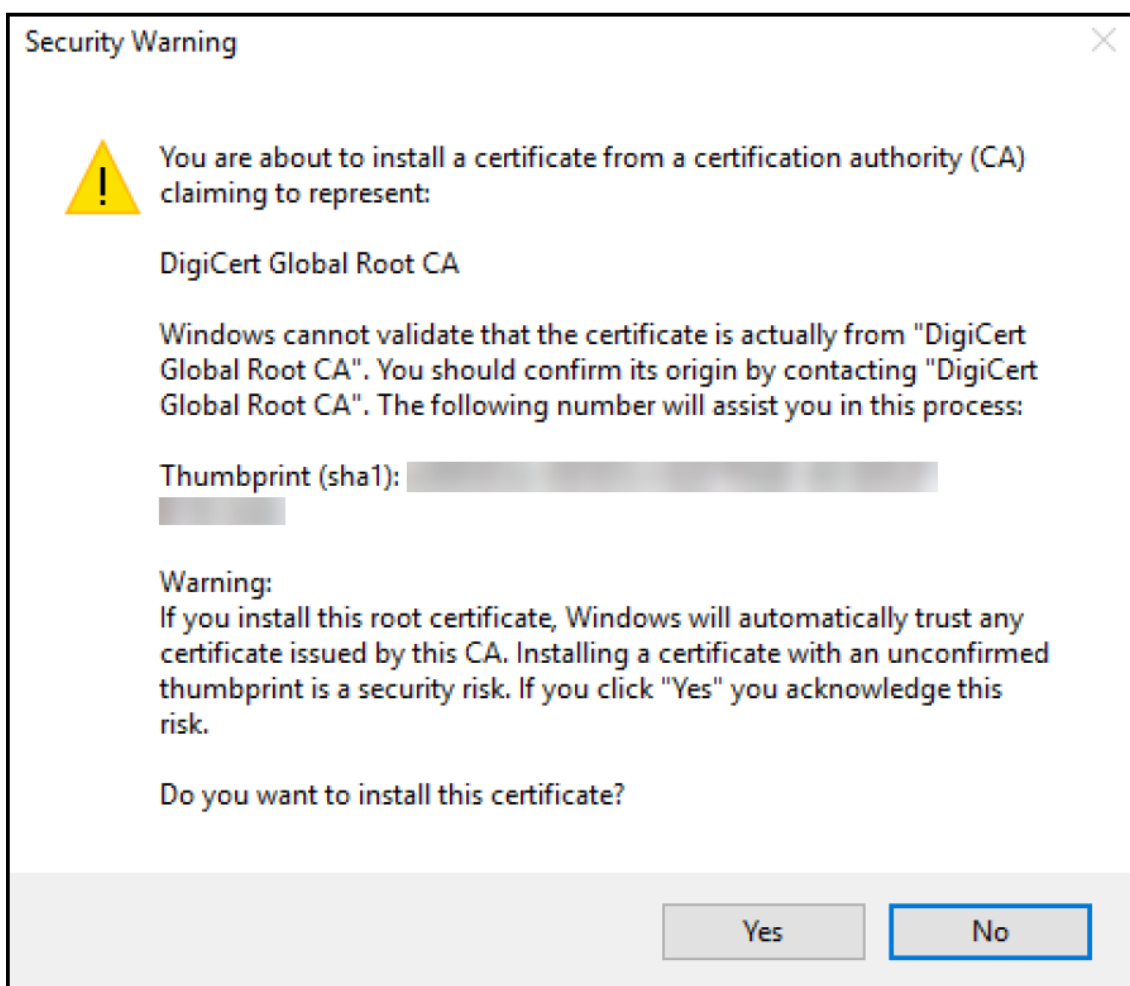 Security Warning
You are about to install a certificate from a certification authority (CA)
claiming to represent:
DigiCert Global Root CA
Windows cannot validate that the certificate is actually from "DigiCert
Global Root CA". You should confirm its origin by contacting "DigiCert
Global Root CA". The following number will assist you in this process:
Thumbprint (sha1):
Warning:
If you install this root certificate, Windows will automatically trust any
certificate issued by this CA. Installing a certificate with an unconfirmed
thumbprint is a security risk. If you click "Yes" you acknowledge this
risk.
Do you want to install this certificate?
Yes
No